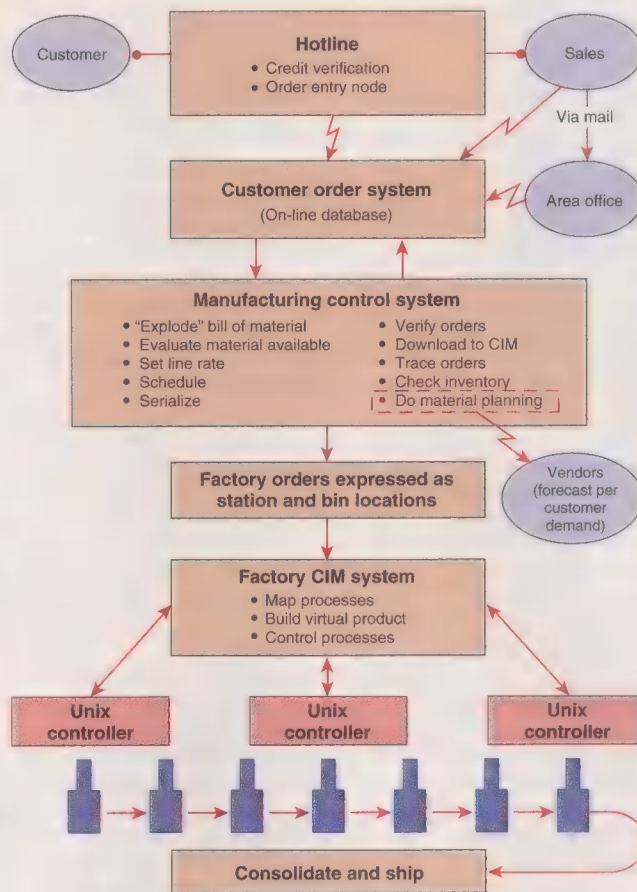 Customer
Hotline
• Credit verification
• Order entry node
Sales
Via mail
Customer order system
(On-line database)
Area office
Manufacturing control system
• “Explode” bill of material
• Evaluate material available
• Set line rate
• Schedule
• Serialize
• Verify orders
• Download to CIM
• Trace orders
• Check inventory
• Do material planning
Factory orders expressed as
station and bin locations
Vendors
(forecast per
customer
demand)
Factory CIM system
• Map processes
• Build virtual product
• Control processes
Unix
controller
Unix
controller
Unix
controller
Consolidate and ship